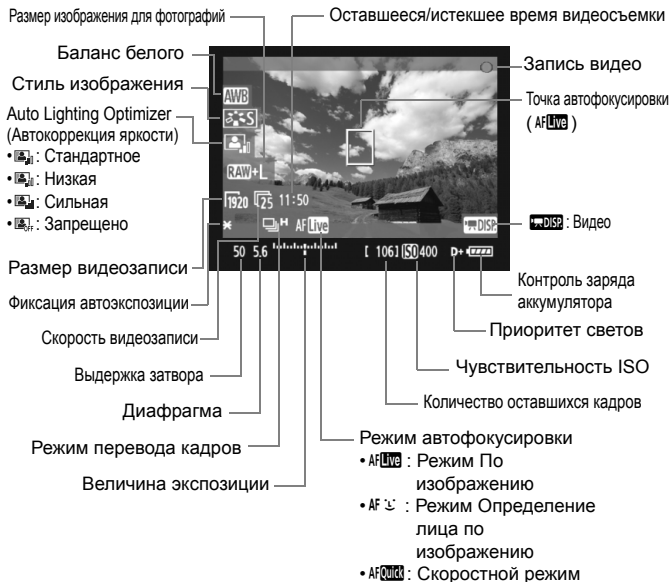 Размер изображения для фотографий
Оставшееся/истекшее время видеосъемки
Баланс белого
Запись видео
Стиль изображения
Точка автофокусировки
( AF Live )
Auto Lighting Optimizer
(Автокоррекция яркости)
• : Стандартное
• : Низкая
• : Сильная
• OFF : Запрещено
AWB
S
RAW+L
1920 25 11:50
H AF Live
DISP.
DISP. : Видео
50 5.6 [ 106] ISO 400 D+
Размер видеозаписи
Фиксация автоэкспозиции
Скорость видеозаписи
Выдержка затвора
Диафрагма
Режим перевода кадров
Величина экспозиции
Контроль заряда
аккумулятора
Приоритет светов
Чувствительность ISO
Количество оставшихся кадров
Режим автофокусировки
• AF Live : Режим По
изображению
• AF : Режим Определение
лица по
изображению
• AF Quick : Скоростной режим